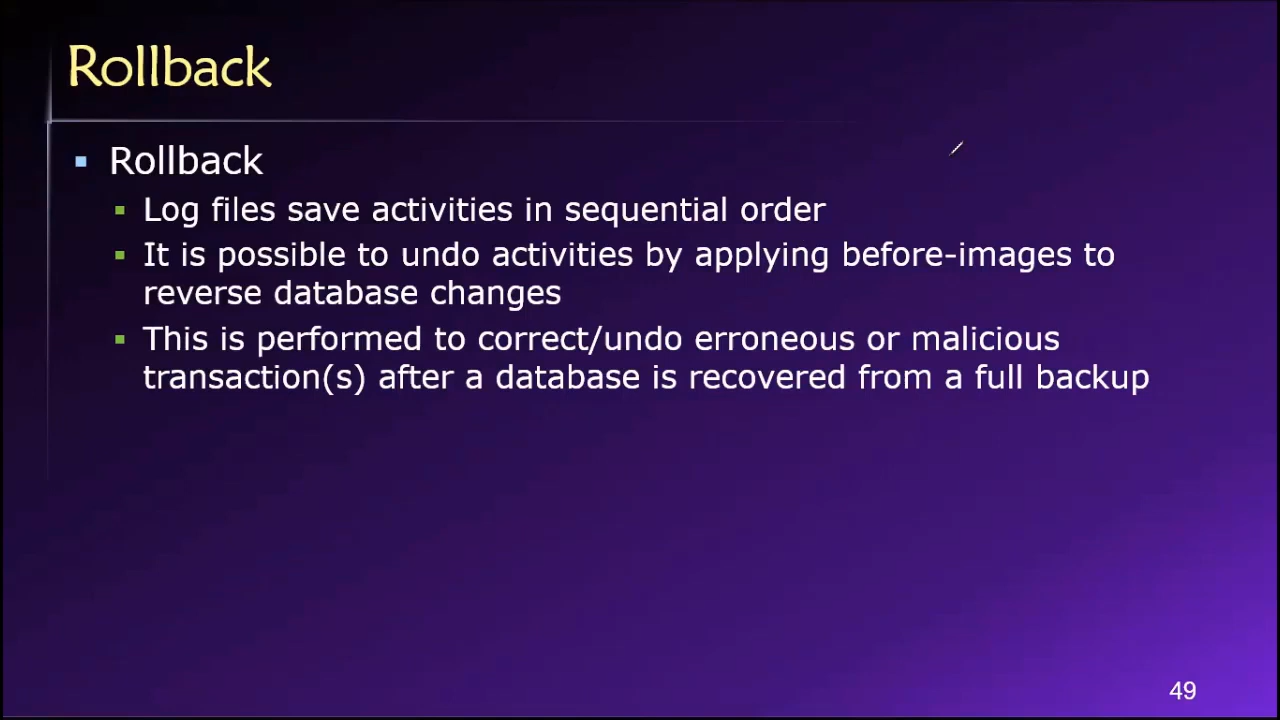 Rollback
Rollback
Log files save activities in sequential order
It is possible to undo activities by applying before-images to
reverse database changes
This is performed to correct/undo erroneous or malicious
transaction(s) after a database is recovered from a full backup
49